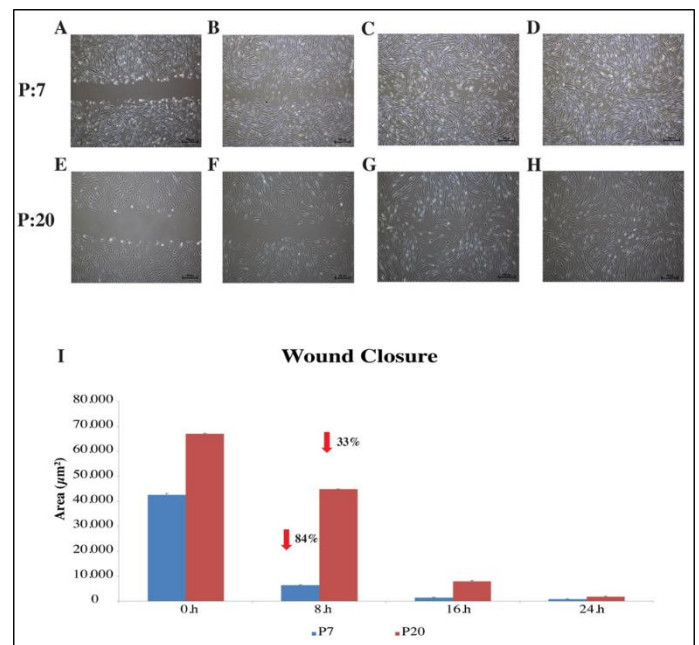 A B C D
P:7
E F G H
P:20
I Wound Closure
Area (µm²)
80.000
70.000
60.000
50.000
40.000
30.000
20.000
10.000
0
33%
84%
0.h 8.h 16.h 24.h
P7 P20